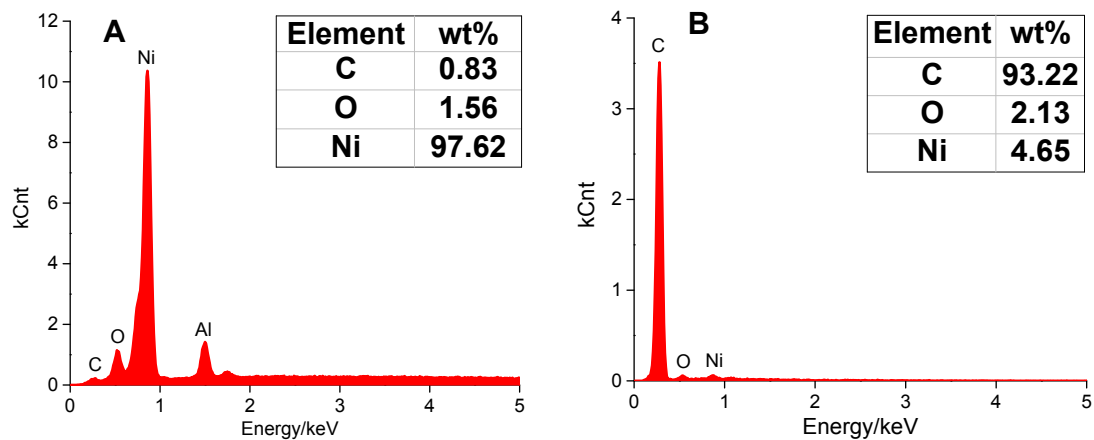 A
Element wt%
C 0.83
O 1.56
Ni 97.62
12
10
8
6
4
2
0
kCnt
Ni
O
C
Al
0 1 2 3 4 5
Energy/keV
B
Element wt%
C 93.22
O 2.13
Ni 4.65
4
3
2
1
0
kCnt
C
O
Ni
0 1 2 3 4 5
Energy/keV